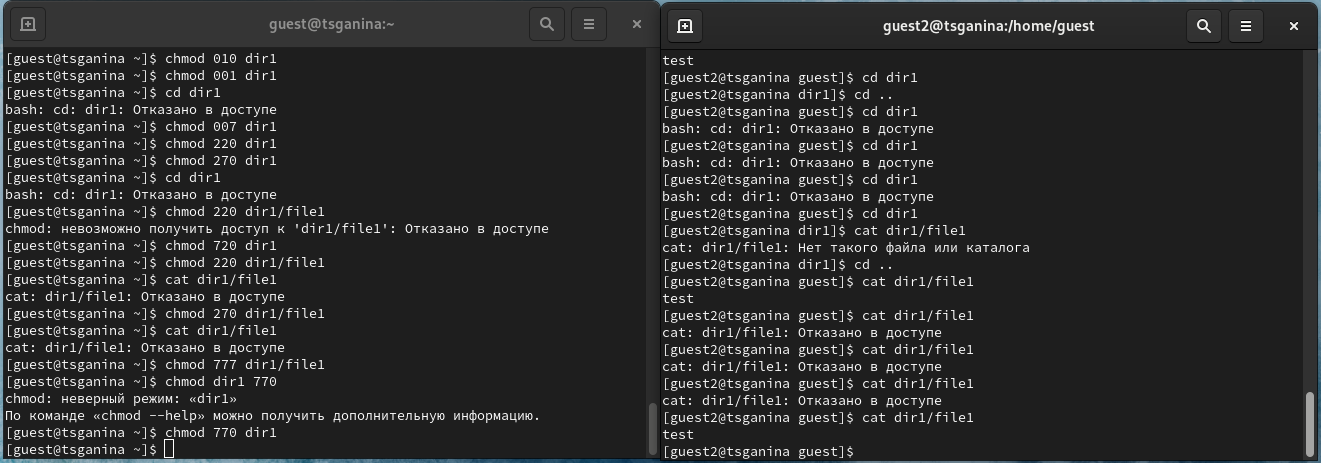 guest@tsganina:~
[guest@tsganina ~]$ chmod 010 dir1
[guest@tsganina ~]$ chmod 001 dir1
[guest@tsganina ~]$ cd dir1
bash: cd: dir1: Отказано в доступе
[guest@tsganina ~]$ chmod 007 dir1
[guest@tsganina ~]$ chmod 220 dir1
[guest@tsganina ~]$ chmod 270 dir1
[guest@tsganina ~]$ cd dir1
bash: cd: dir1: Отказано в доступе
[guest@tsganina ~]$ chmod 220 dir1/file1
chmod: невозможно получить доступ к 'dir1/file1': Отказано в доступе
[guest@tsganina ~]$ chmod 720 dir1
[guest@tsganina ~]$ chmod 220 dir1/file1
[guest@tsganina ~]$ cat dir1/file1
cat: dir1/file1: Отказано в доступе
[guest@tsganina ~]$ chmod 270 dir1/file1
[guest@tsganina ~]$ cat dir1/file1
cat: dir1/file1: Отказано в доступе
[guest@tsganina ~]$ chmod 777 dir1/file1
[guest@tsganina ~]$ chmod dir1 770
chmod: неверный режим: «dir1»
По команде «chmod --help» можно получить дополнительную информацию.
[guest@tsganina ~]$ chmod 770 dir1
[guest@tsganina ~]$
guest2@tsganina:/home/guest
test
[guest2@tsganina guest]$ cd dir1
[guest2@tsganina dir1]$ cd ..
[guest2@tsganina guest]$ cd dir1
bash: cd: dir1: Отказано в доступе
[guest2@tsganina guest]$ cd dir1
bash: cd: dir1: Отказано в доступе
[guest2@tsganina guest]$ cd dir1
bash: cd: dir1: Отказано в доступе
[guest2@tsganina guest]$ cd dir1
[guest2@tsganina dir1]$ cat dir1/file1
cat: dir1/file1: Нет такого файла или каталога
[guest2@tsganina dir1]$ cd ..
[guest2@tsganina guest]$ cat dir1/file1
test
[guest2@tsganina guest]$ cat dir1/file1
cat: dir1/file1: Отказано в доступе
[guest2@tsganina guest]$ cat dir1/file1
cat: dir1/file1: Отказано в доступе
[guest2@tsganina guest]$ cat dir1/file1
cat: dir1/file1: Отказано в доступе
[guest2@tsganina guest]$ cat dir1/file1
test
[guest2@tsganina guest]$